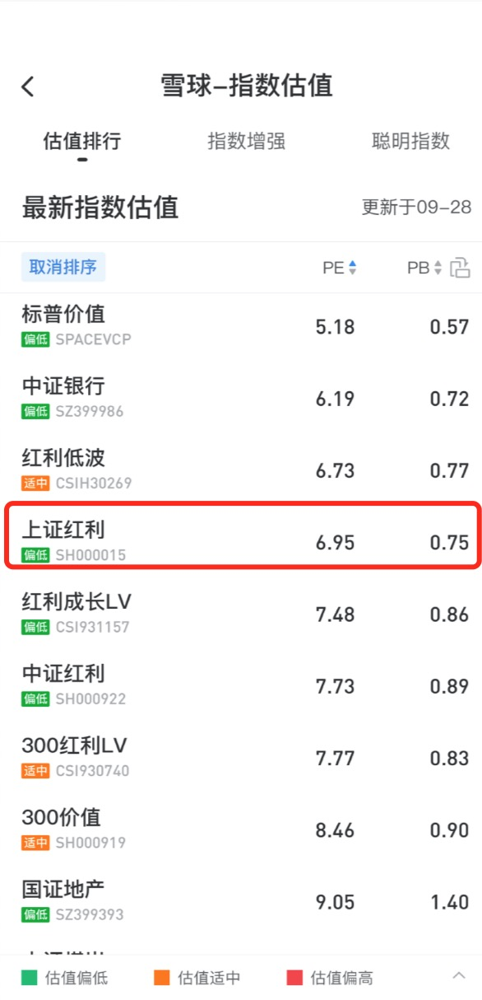 雪球-指数估值
估值排行 指数增强 聪明指数
最新指数估值 更新于09-28
取消排序 PE PB
标普价值
偏低 SPACEVCP 5.18 0.57
中证银行
偏低 SZ399986 6.19 0.72
红利低波
适中 CSIH30269 6.73 0.77
上证红利
偏低 SH000015 6.95 0.75
红利成长LV
偏低 CSI931157 7.48 0.86
中证红利
偏低 SH000922 7.73 0.89
300红利LV
适中 CSI930740 7.77 0.83
300价值
适中 SH000919 8.46 0.90
国证地产
偏低 SZ399393 9.05 1.40
估值偏低 估值适中 估值偏高